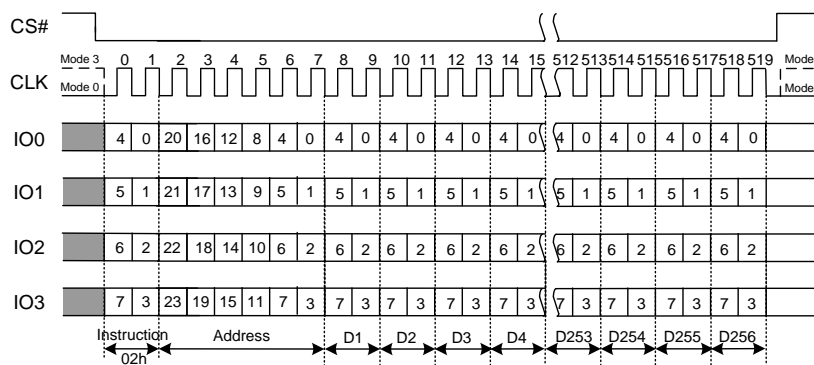 CS#
Mode 3 0 1 2 3 4 5 6 7 8 9 10 11 12 13 14 15 512 513 514 515 516 517 518 519 Mode
CLK
Mode 0 Mode
IO0 4 0 20 16 12 8 4 0 4 0 4 0 4 0 4 0 4 0 4 0 4 0 4 0
IO1 5 1 21 17 13 9 5 1 5 1 5 1 5 1 5 1 5 1 5 1 5 1 5 1
IO2 6 2 22 18 14 10 6 2 6 2 6 2 6 2 6 2 6 2 6 2 6 2 6 2
IO3 7 3 23 19 15 11 7 3 7 3 7 3 7 3 7 3 7 3 7 3 7 3 7 3
Instruction Address D1 D2 D3 D4 D253 D254 D255 D256
02h